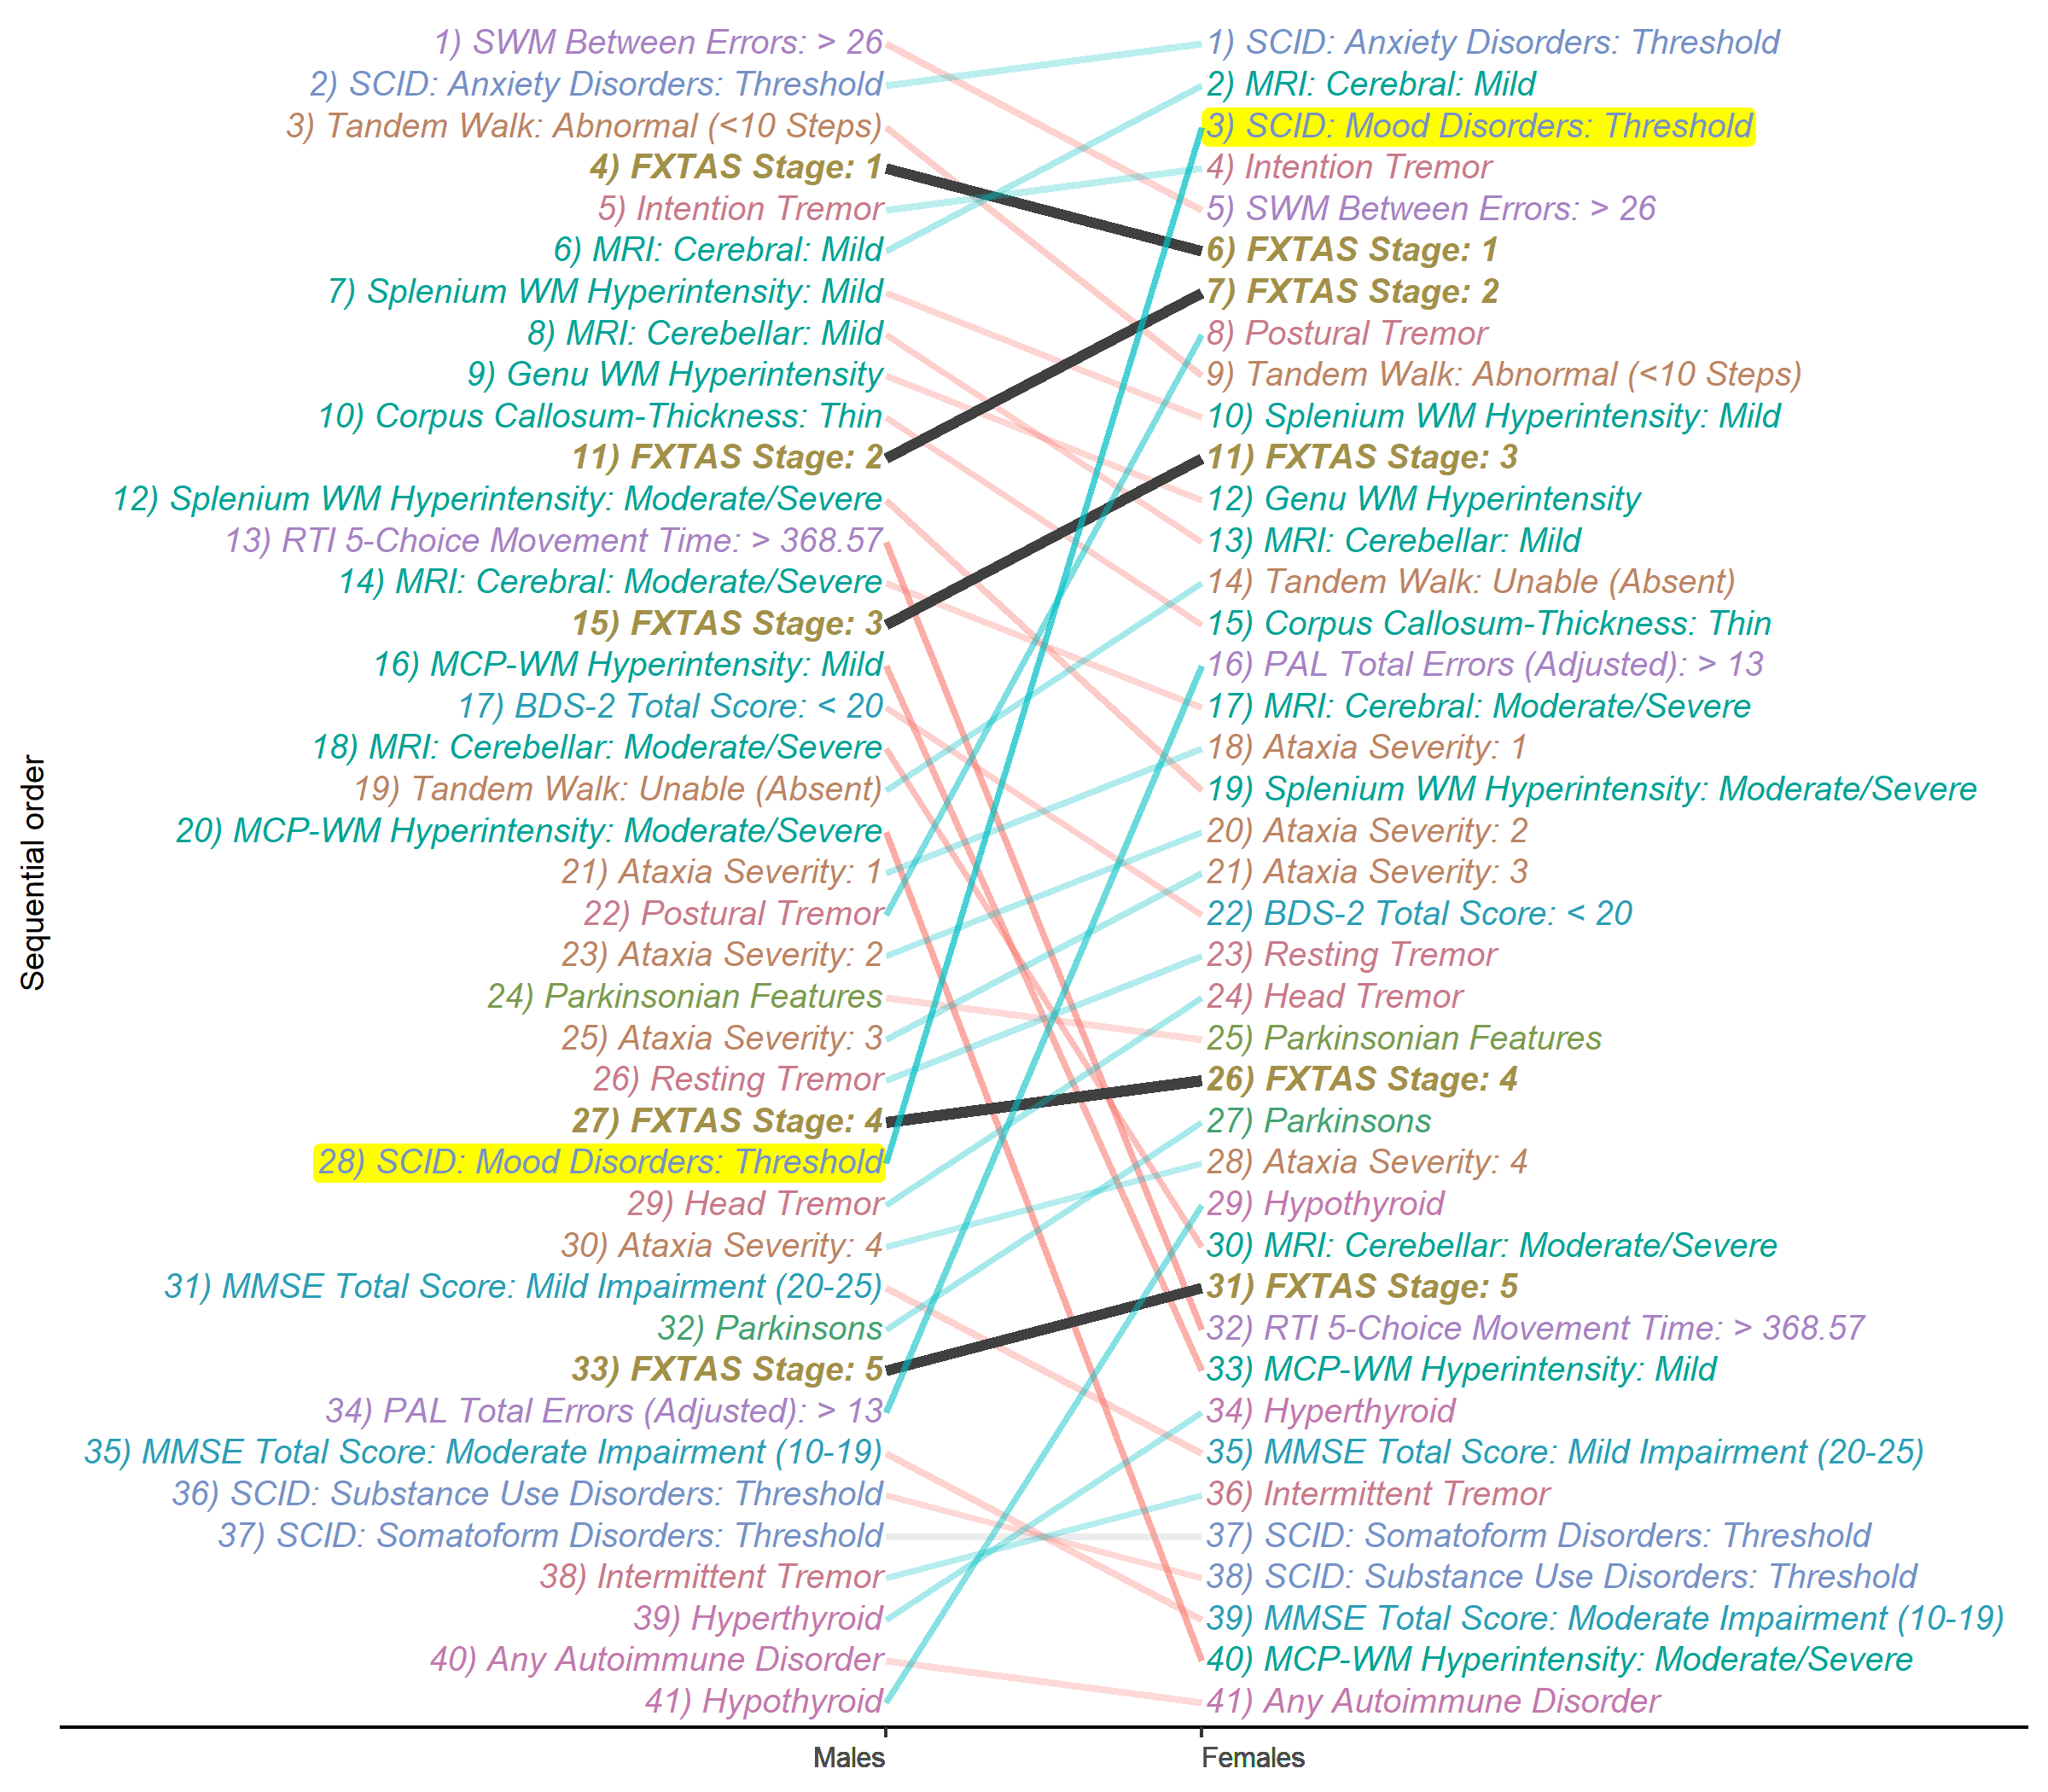 1) SWM Between Errors: > 26
2) SCID: Anxiety Disorders: Threshold
3) Tandem Walk: Abnormal (<10 Steps)
4) FXTAS Stage: 1
5) Intention Tremor
6) MRI: Cerebral: Mild
7) Splenium WM Hyperintensity: Mild
8) MRI: Cerebellar: Mild
9) Genu WM Hyperintensity
10) Corpus Callosum-Thickness: Thin
11) FXTAS Stage: 2
12) Splenium WM Hyperintensity: Moderate/Severe
13) RTI 5-Choice Movement Time: > 368.57
14) MRI: Cerebral: Moderate/Severe
15) FXTAS Stage: 3
16) MCP-WM Hyperintensity: Mild
17) BDS-2 Total Score: < 20
18) MRI: Cerebellar: Moderate/Severe
19) Tandem Walk: Unable (Absent)
20) MCP-WM Hyperintensity: Moderate/Severe
21) Ataxia Severity: 1
22) Postural Tremor
23) Ataxia Severity: 2
24) Parkinsonian Features
25) Ataxia Severity: 3
26) Resting Tremor
27) FXTAS Stage: 4
28) SCID: Mood Disorders: Threshold
29) Head Tremor
30) Ataxia Severity: 4
31) MMSE Total Score: Mild Impairment (20-25)
32) Parkinsons
33) FXTAS Stage: 5
34) PAL Total Errors (Adjusted): > 13
35) MMSE Total Score: Moderate Impairment (10-19)
36) SCID: Substance Use Disorders: Threshold
37) SCID: Somatoform Disorders: Threshold
38) Intermittent Tremor
39) Hyperthyroid
40) Any Autoimmune Disorder
41) Hypothyroid
1) SCID: Anxiety Disorders: Threshold
2) MRI: Cerebral: Mild
3) SCID: Mood Disorders: Threshold
4) Intention Tremor
5) SWM Between Errors: > 26
6) FXTAS Stage: 1
7) FXTAS Stage: 2
8) Postural Tremor
9) Tandem Walk: Abnormal (<10 Steps)
10) Splenium WM Hyperintensity: Mild
11) FXTAS Stage: 3
12) Genu WM Hyperintensity
13) MRI: Cerebellar: Mild
14) Tandem Walk: Unable (Absent)
15) Corpus Callosum-Thickness: Thin
16) PAL Total Errors (Adjusted): > 13
17) MRI: Cerebral: Moderate/Severe
18) Ataxia Severity: 1
19) Splenium WM Hyperintensity: Moderate/Severe
20) Ataxia Severity: 2
21) Ataxia Severity: 3
22) BDS-2 Total Score: < 20
23) Resting Tremor
24) Head Tremor
25) Parkinsonian Features
26) FXTAS Stage: 4
27) Parkinsons
28) Ataxia Severity: 4
29) Hypothyroid
30) MRI: Cerebellar: Moderate/Severe
31) FXTAS Stage: 5
32) RTI 5-Choice Movement Time: > 368.57
33) MCP-WM Hyperintensity: Mild
34) Hyperthyroid
35) MMSE Total Score: Mild Impairment (20-25)
36) Intermittent Tremor
37) SCID: Somatoform Disorders: Threshold
38) SCID: Substance Use Disorders: Threshold
39) MMSE Total Score: Moderate Impairment (10-19)
40) MCP-WM Hyperintensity: Moderate/Severe
41) Any Autoimmune Disorder
Sequential order
Males
Females